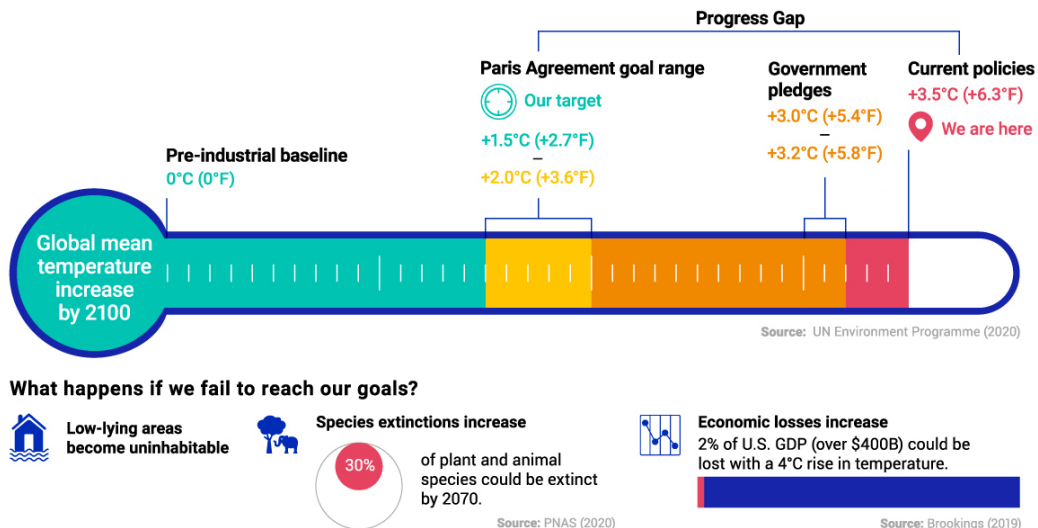 Progress Gap
Paris Agreement goal range
Our target
+1.5°C (+2.7°F)
–
+2.0°C (+3.6°F)
Government
pledges
+3.0°C (+5.4°F)
–
+3.2°C (+5.8°F)
Current policies
+3.5°C (+6.3°F)
We are here
Pre-industrial baseline
0°C (0°F)
Global mean
temperature
increase
by 2100
Source: UN Environment Programme (2020)
What happens if we fail to reach our goals?
Low-lying areas
become uninhabitable
Species extinctions increase
30%
of plant and animal
species could be extinct
by 2070.
Source: PNAS (2020)
Economic losses increase
2% of U.S. GDP (over $400B) could be
lost with a 4°C rise in temperature.
Source: Brookings (2019)